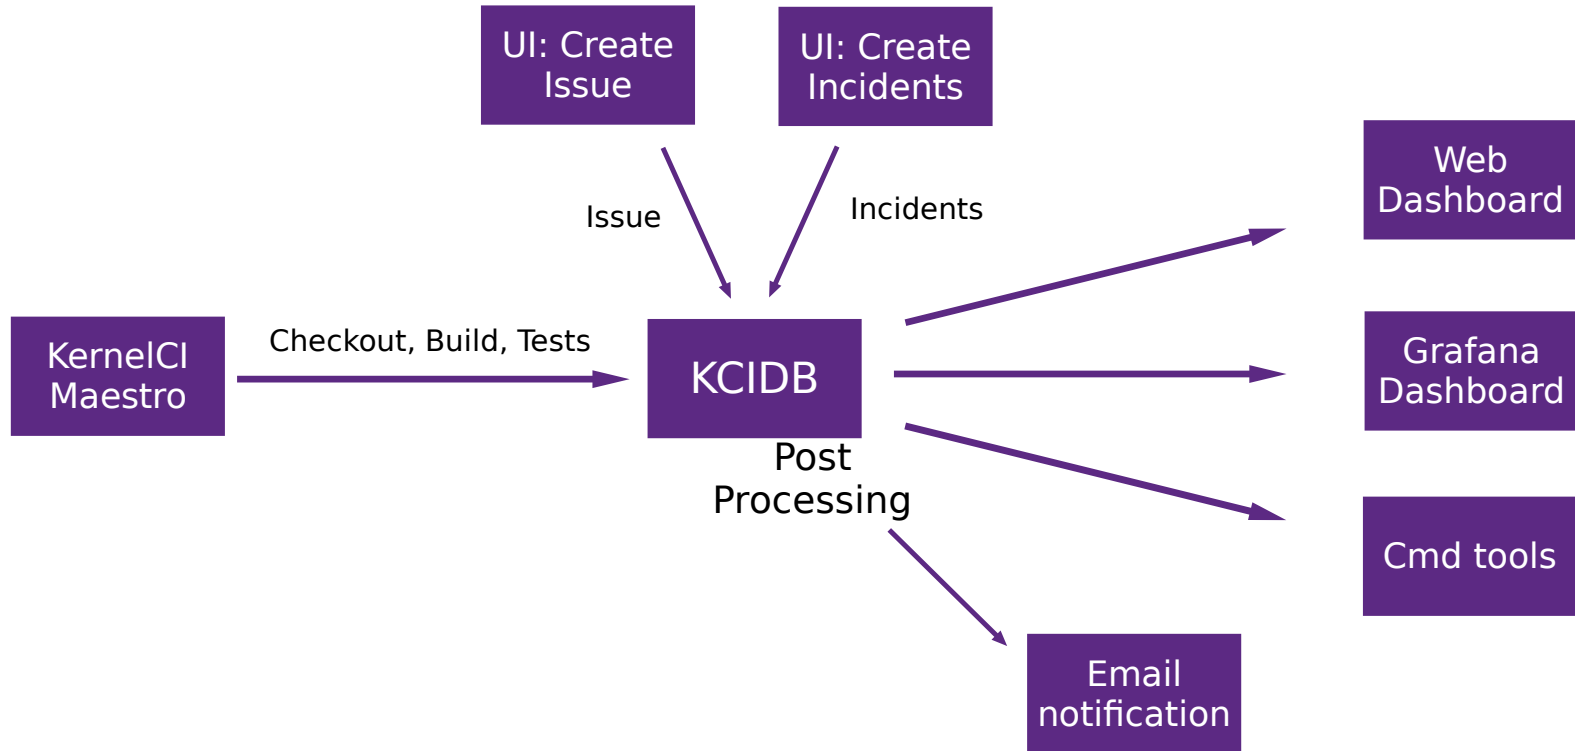 UI: Create
Issue
UI: Create
Incidents
Web
Dashboard
Issue
Incidents
KernelCI
Maestro
Checkout, Build, Tests
KCIDB
Grafana
Dashboard
Post
Processing
Cmd tools
Email
notification